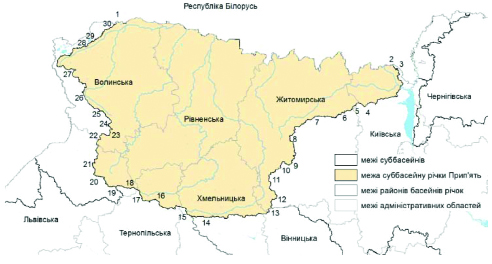 Республіка Білорусь
1
30
29
28
27
26
25
24
23
22
21
20
19
18
17
16
15
14
13
12
11
10
9
8
7
6
5
4
3
2
Волинська
Рівненська
Житомирська
Чернігівська
Київська
Хмельницька
Львівська
Тернопільська
Вінницька
межі суббасейнів
межа суббасейну річки Прип'ять
межі районів басейнів річок
межі адміністративних областей